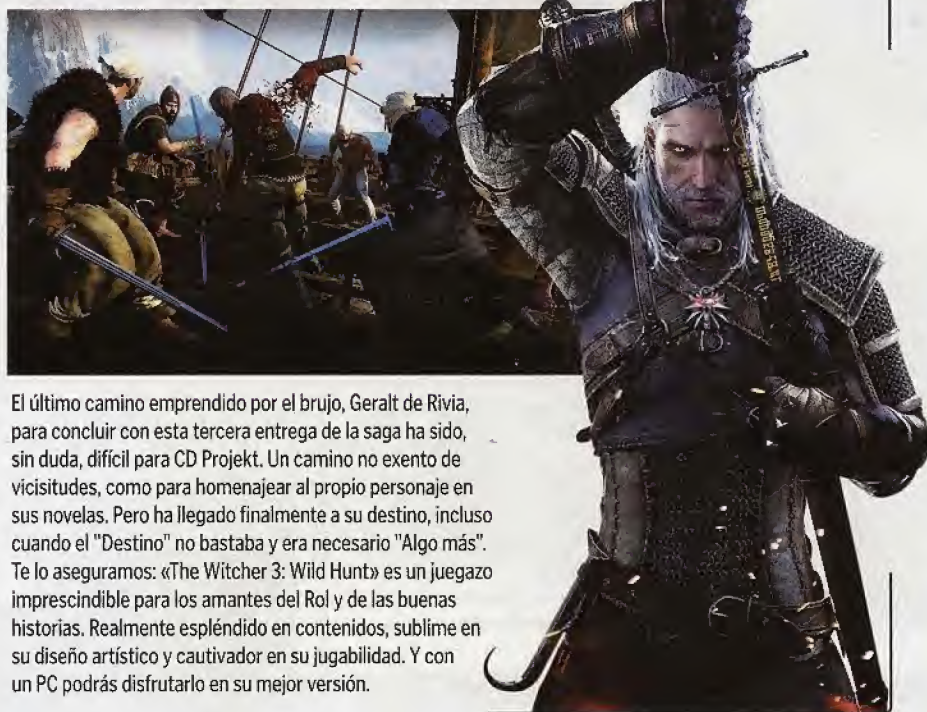 El último camino emprendido por el brujo, Geralt de Rivia,
para concluir con esta tercera entrega de la saga ha sido,
sin duda, difícil para CD Projekt. Un camino no exento de
vicisitudes, como para homenajear al propio personaje en
sus novelas. Pero ha llegado finalmente a su destino, incluso
cuando el "Destino" no bastaba y era necesario "Algo más".
Te lo aseguramos: «The Witcher 3: Wild Hunt» es un juegazo
imprescindible para los amantes del Rol y de las buenas
historias. Realmente espléndido en contenidos, sublime en
su diseño artístico y cautivador en su jugabilidad. Y con
un PC podrás disfrutarlo en su mejor versión.